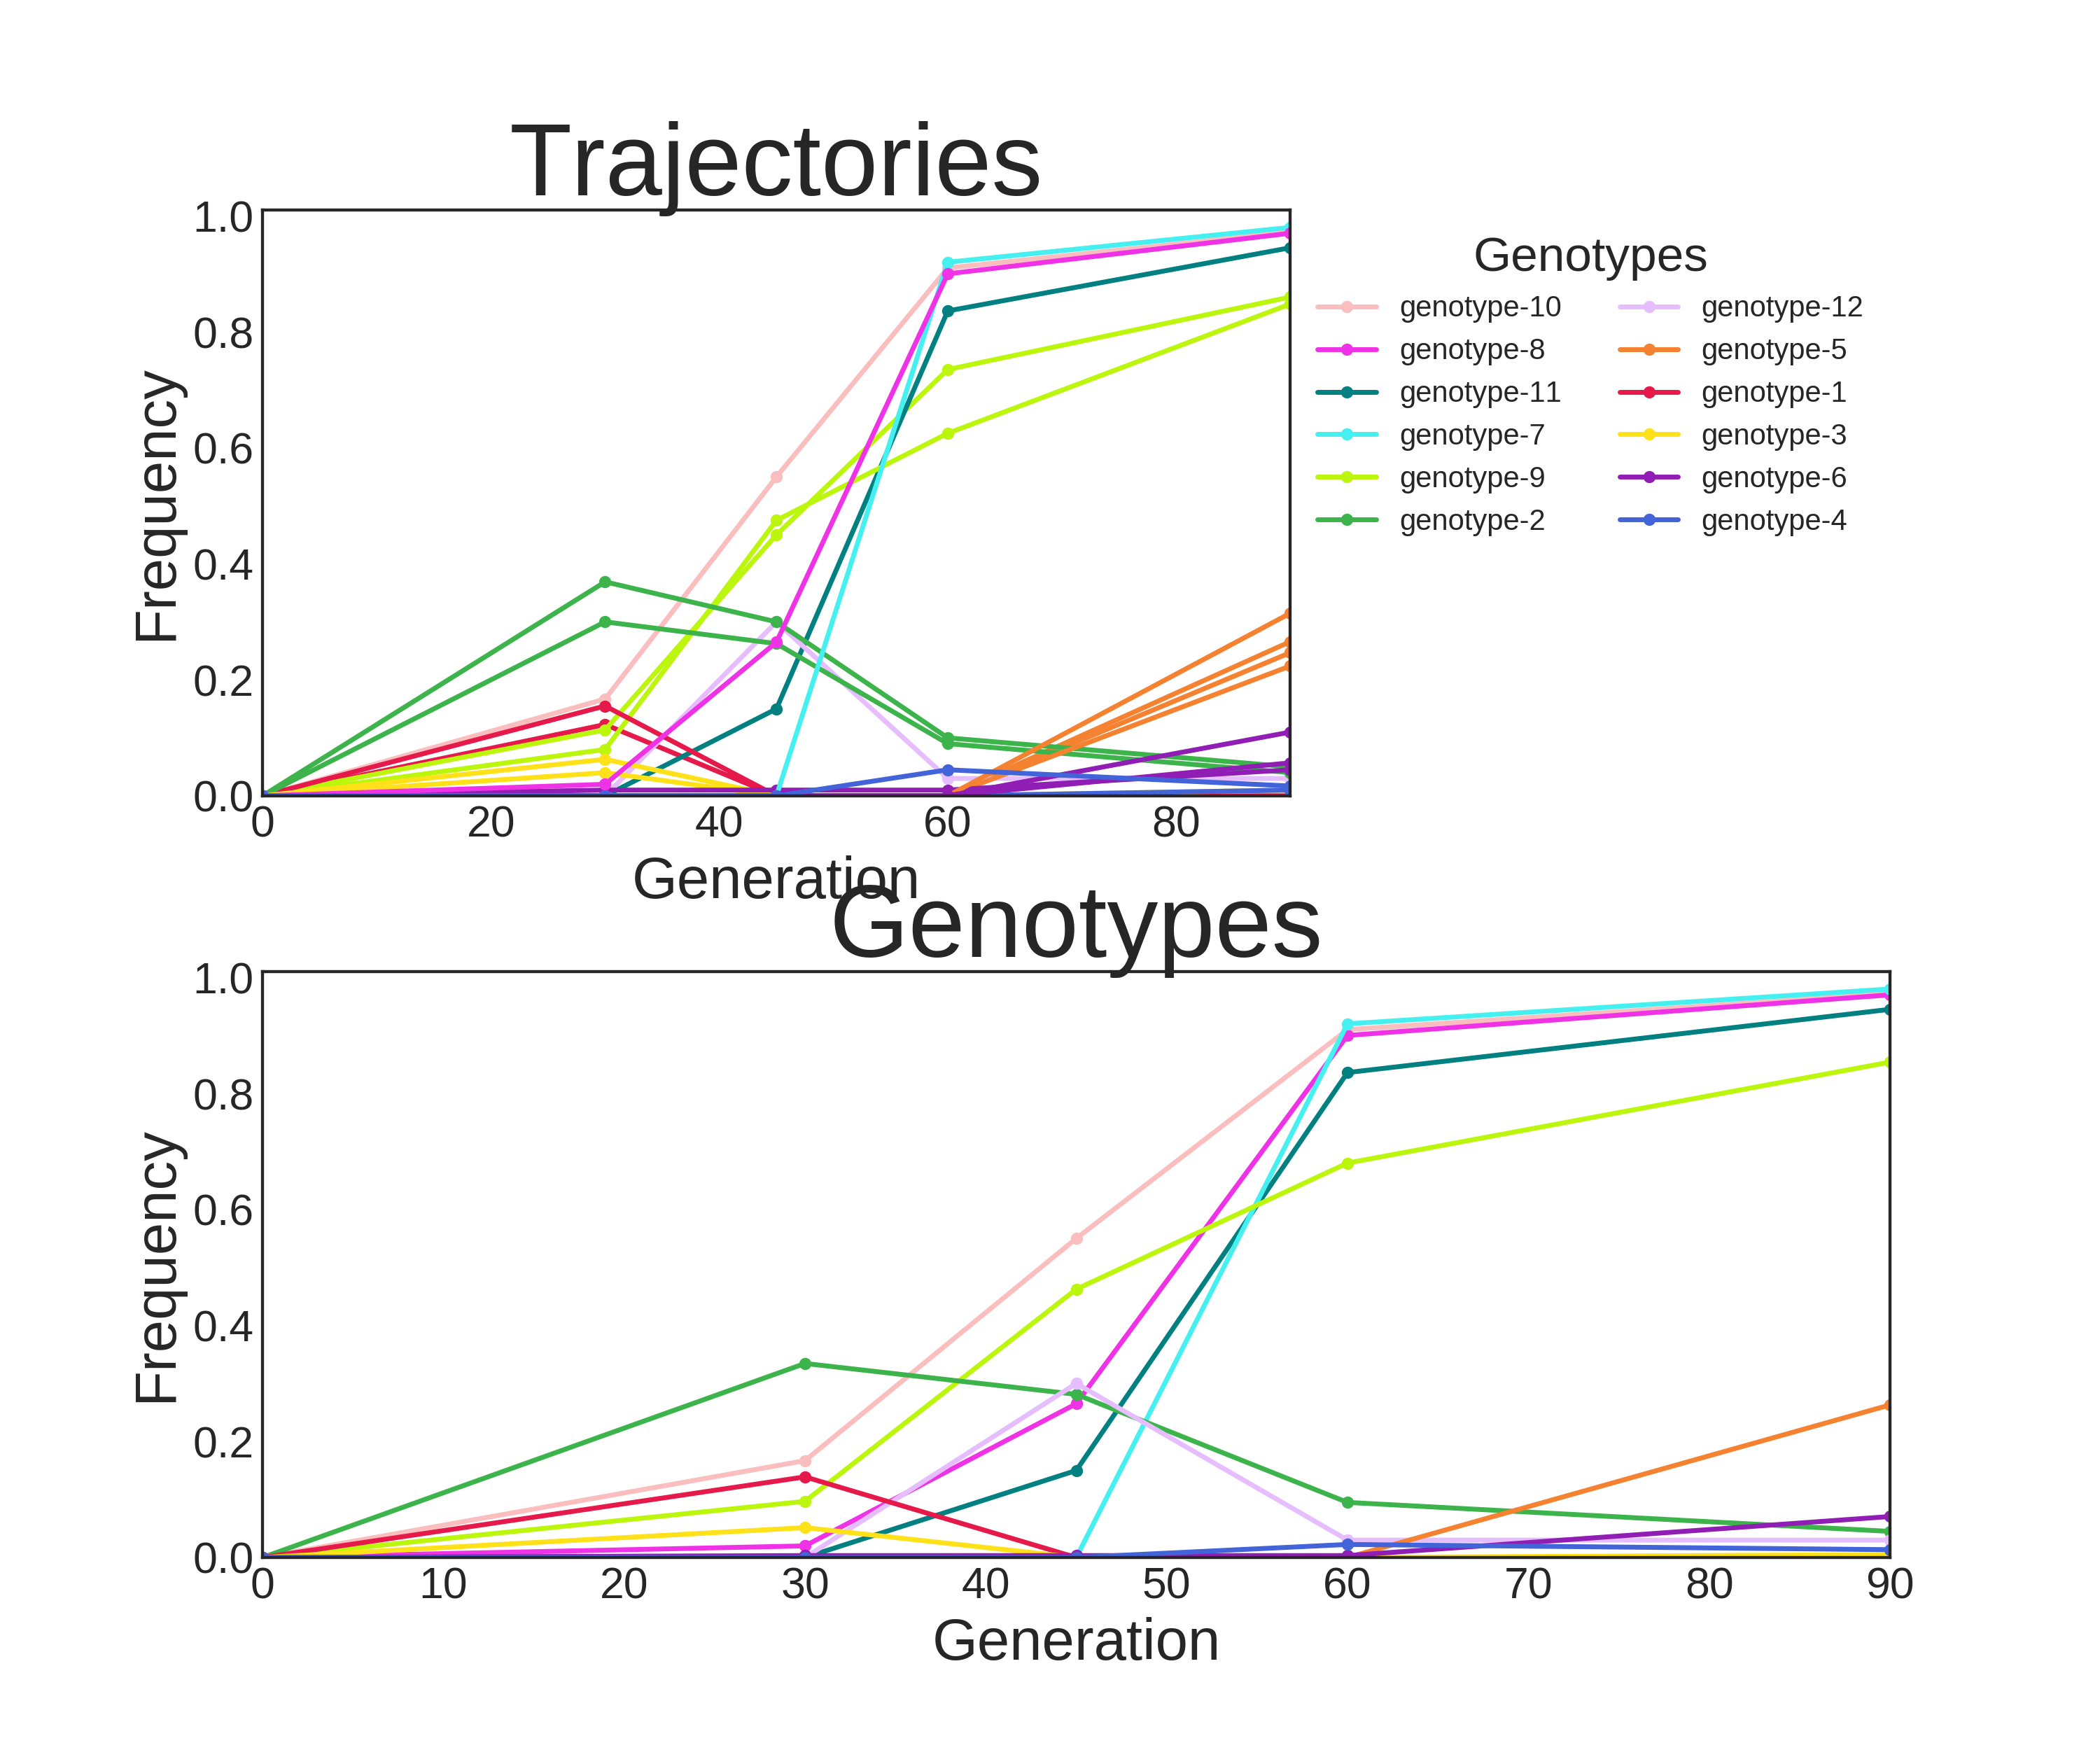 Trajectories
1.0
0.8
0.6
0.4
0.2
0.0
Frequency
0 20 40 60 80
Generation
Genotypes
genotype-10 genotype-12
genotype-8 genotype-5
genotype-11 genotype-1
genotype-7 genotype-3
genotype-9 genotype-6
genotype-2 genotype-4
Genotypes
1.0
0.8
0.6
0.4
0.2
0.0
Frequency
0 10 20 30 40 50 60 70 80 90
Generation